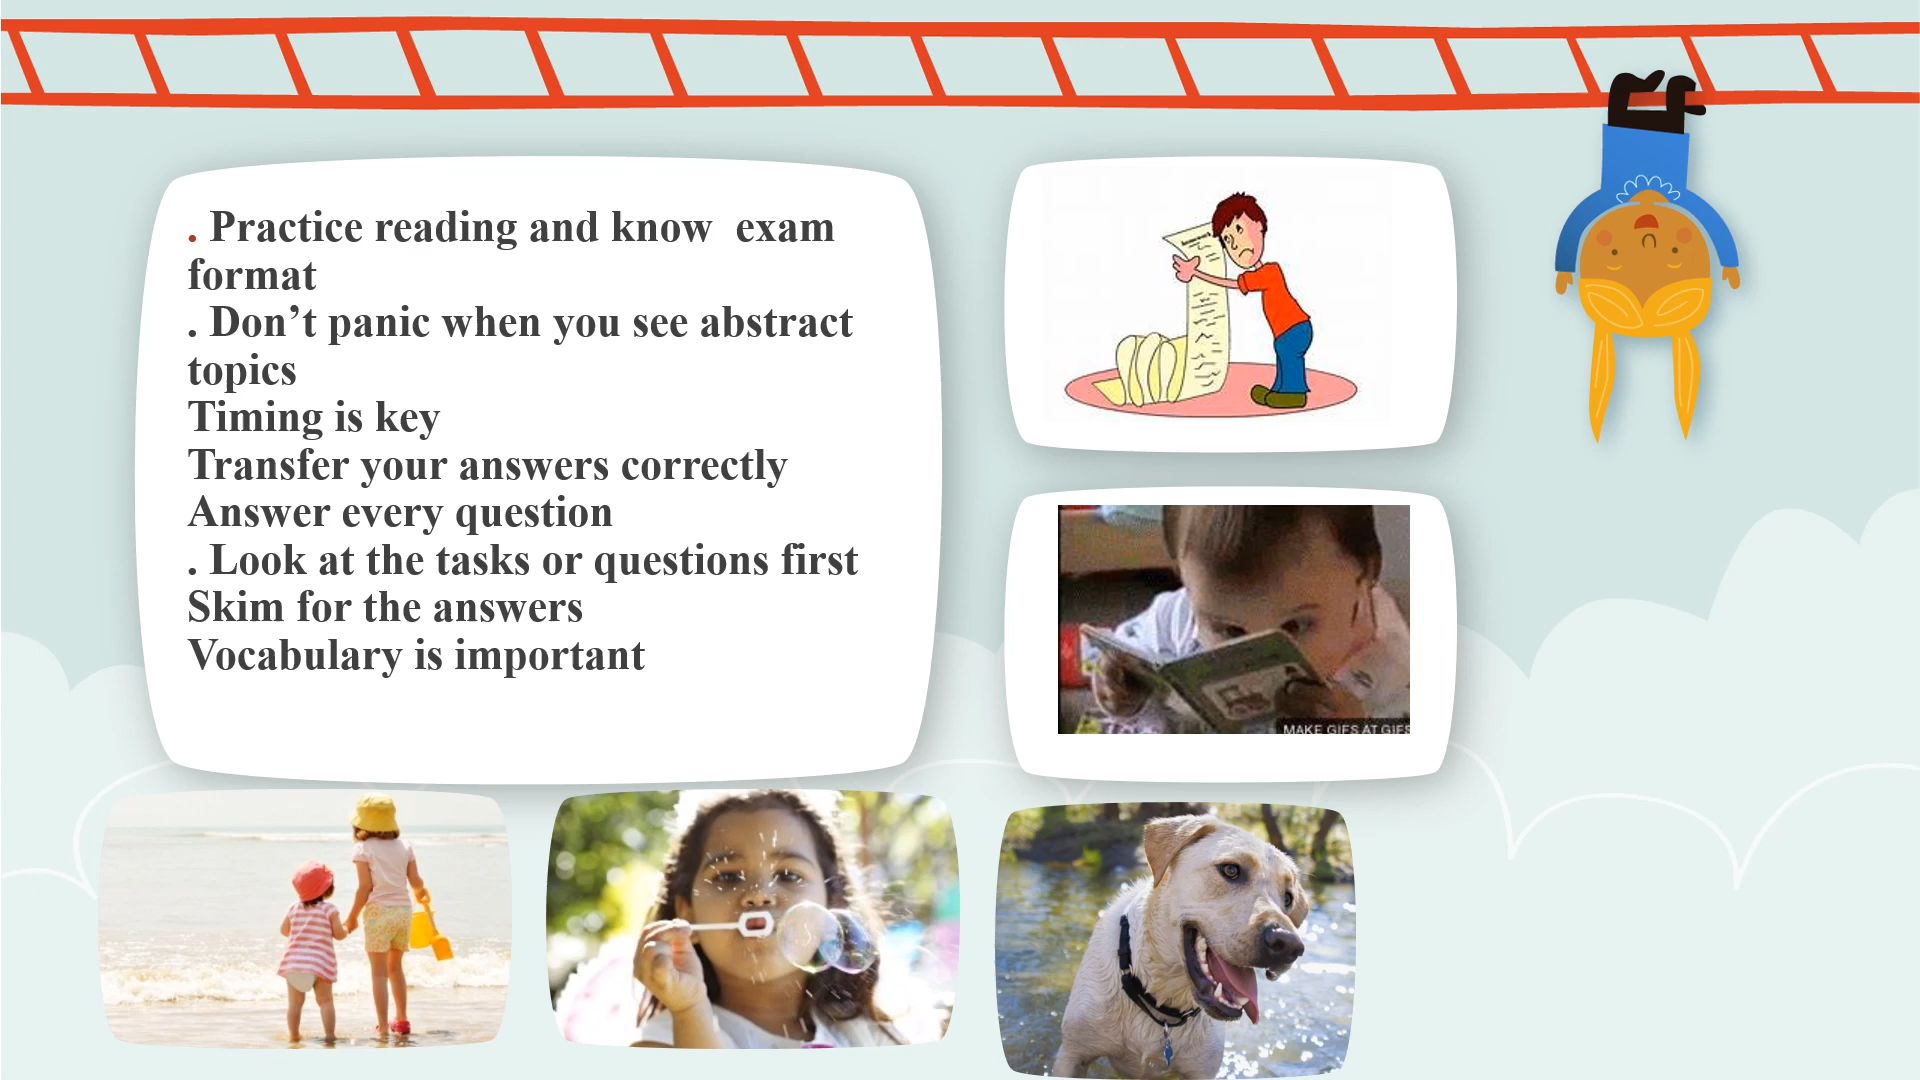 . Practice reading and know  exam
format
. Don’t panic when you see abstract
topics
Timing is key
Transfer your answers correctly
Answer every question
. Look at the tasks or questions first
Skim for the answers
Vocabulary is important
MAKE GIFS AT GIFS